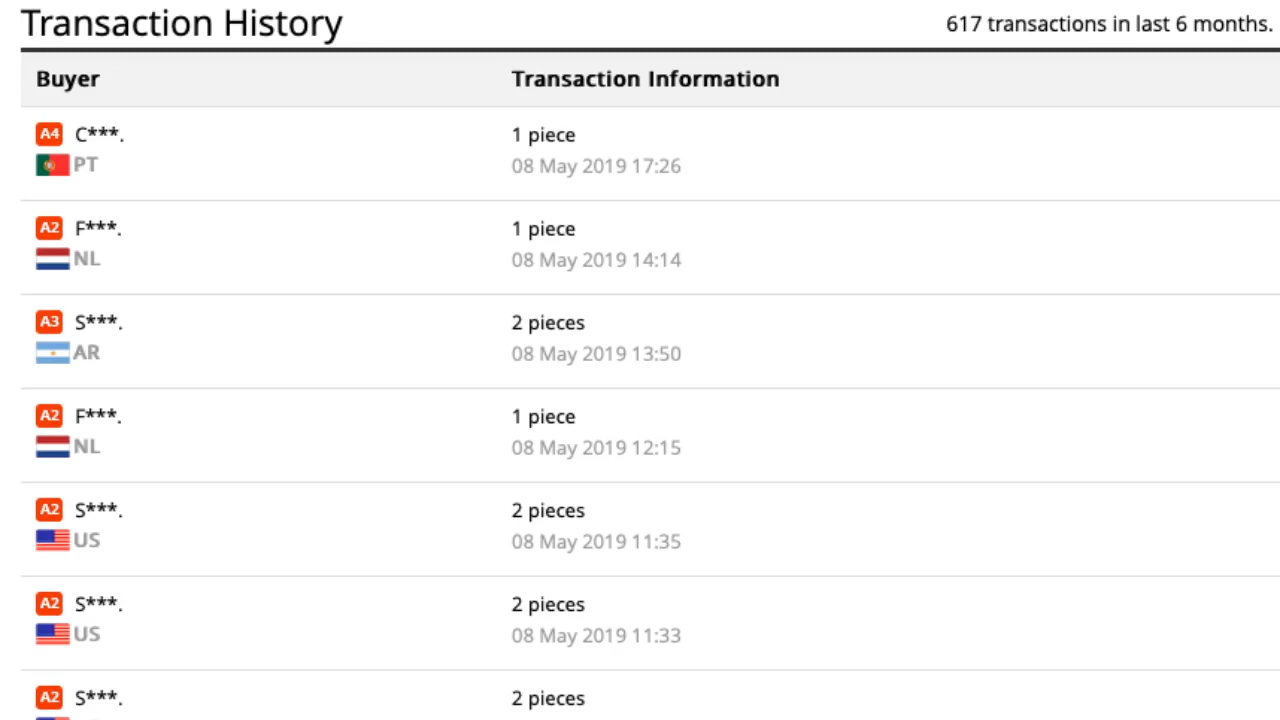 Transaction History
617 transactions in last 6 months.
Buyer Transaction Information
A4 C***. 1 piece
PT 08 May 2019 17:26
A2 F***. 1 piece
NL 08 May 2019 14:14
A3 S***. 2 pieces
AR 08 May 2019 13:50
A2 F***. 1 piece
NL 08 May 2019 12:15
A2 S***. 2 pieces
US 08 May 2019 11:35
A2 S***. 2 pieces
US 08 May 2019 11:33
A2 S***. 2 pieces